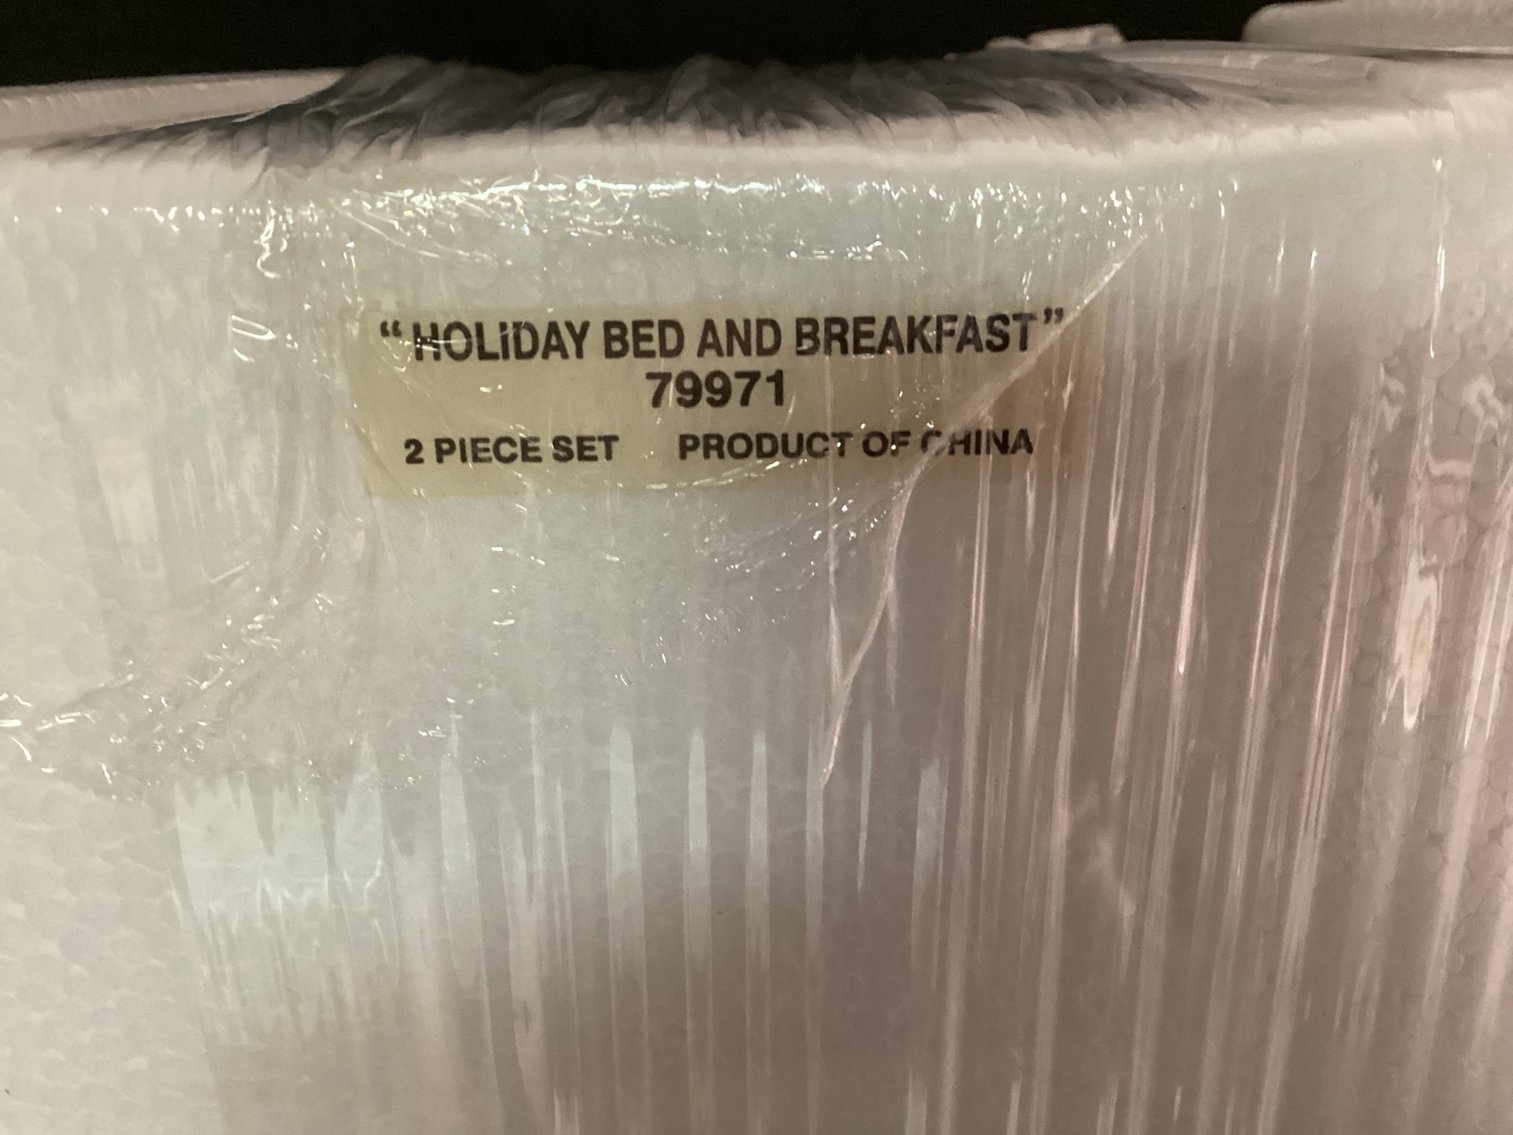 “HOLIDAY BED AND BREAKFAST”
79971
2 PIECE SET PRODUCT OF CHINA